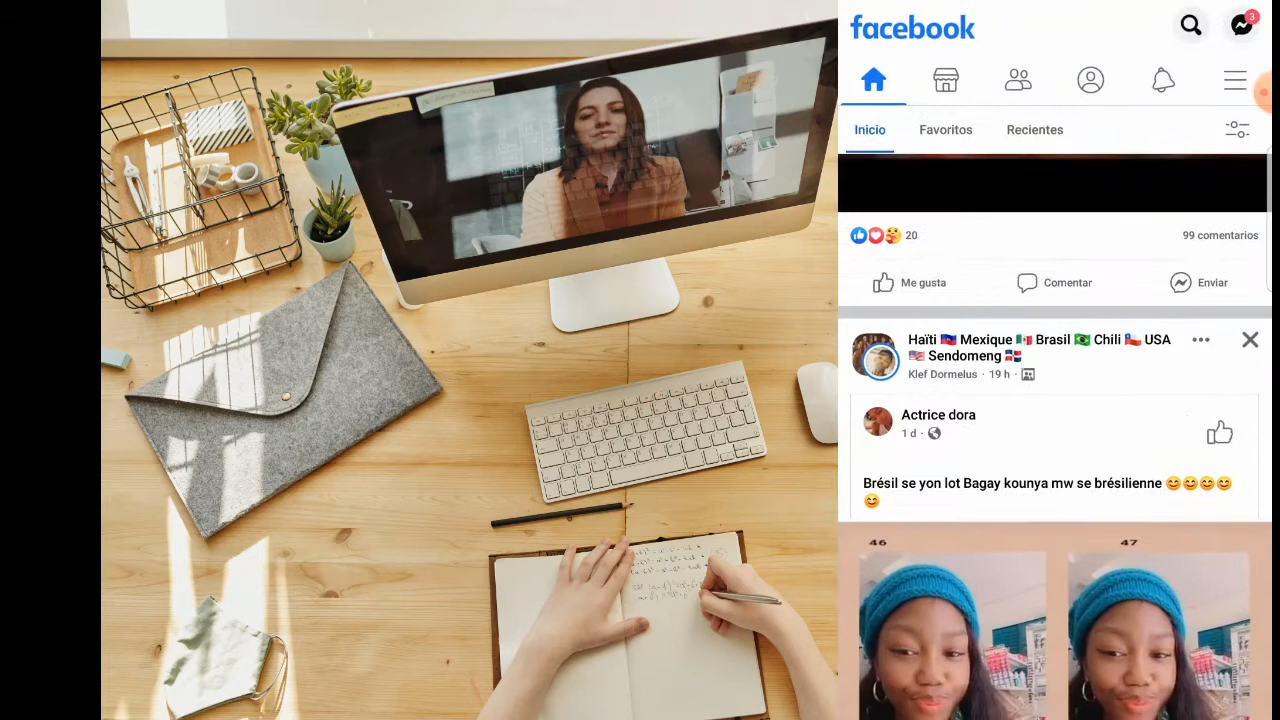 facebook
3
Inicio
Favoritos
Recientes
20
99 comentarios
Me gusta
Comentar
Enviar
Haïti 🇭🇹 Mexique 🇲🇽 Brasil 🇧🇷 Chili 🇨🇱 USA
🇺🇸 Sendomeng 🇩🇴
Klef Dormelus · 19 h ·
Actrice dora
1 d ·
Brésil se yon lot Bagay kounya mw se brésilienne 😊😊😊😊
😊
46
47